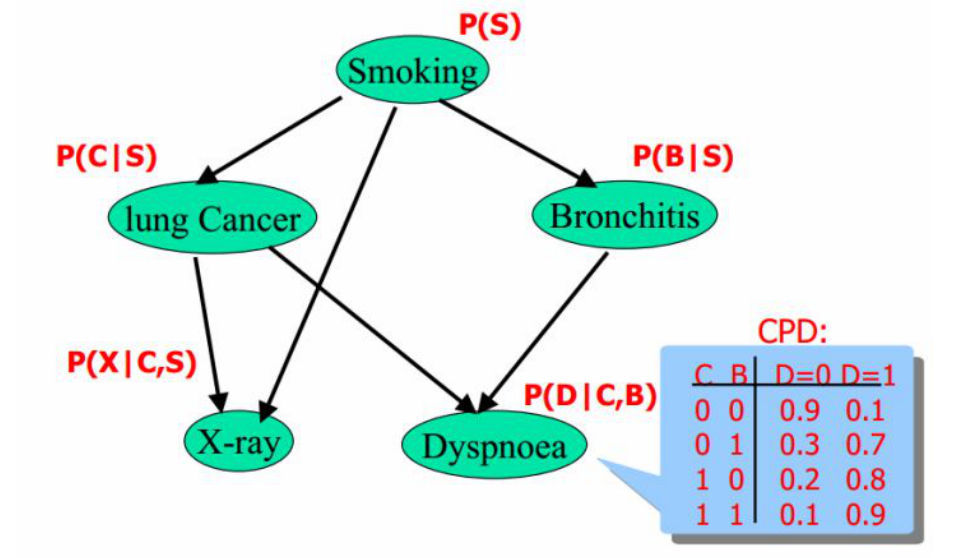 P(S)
Smoking
P(C|S)
P(B|S)
lung Cancer
Bronchitis
CPD:
P(X|C,S)
P(D|C,B)
C B D=0 D=1
0 0 0.9 0.1
0 1 0.3 0.7
1 0 0.2 0.8
1 1 0.1 0.9
X-ray
Dyspnoea